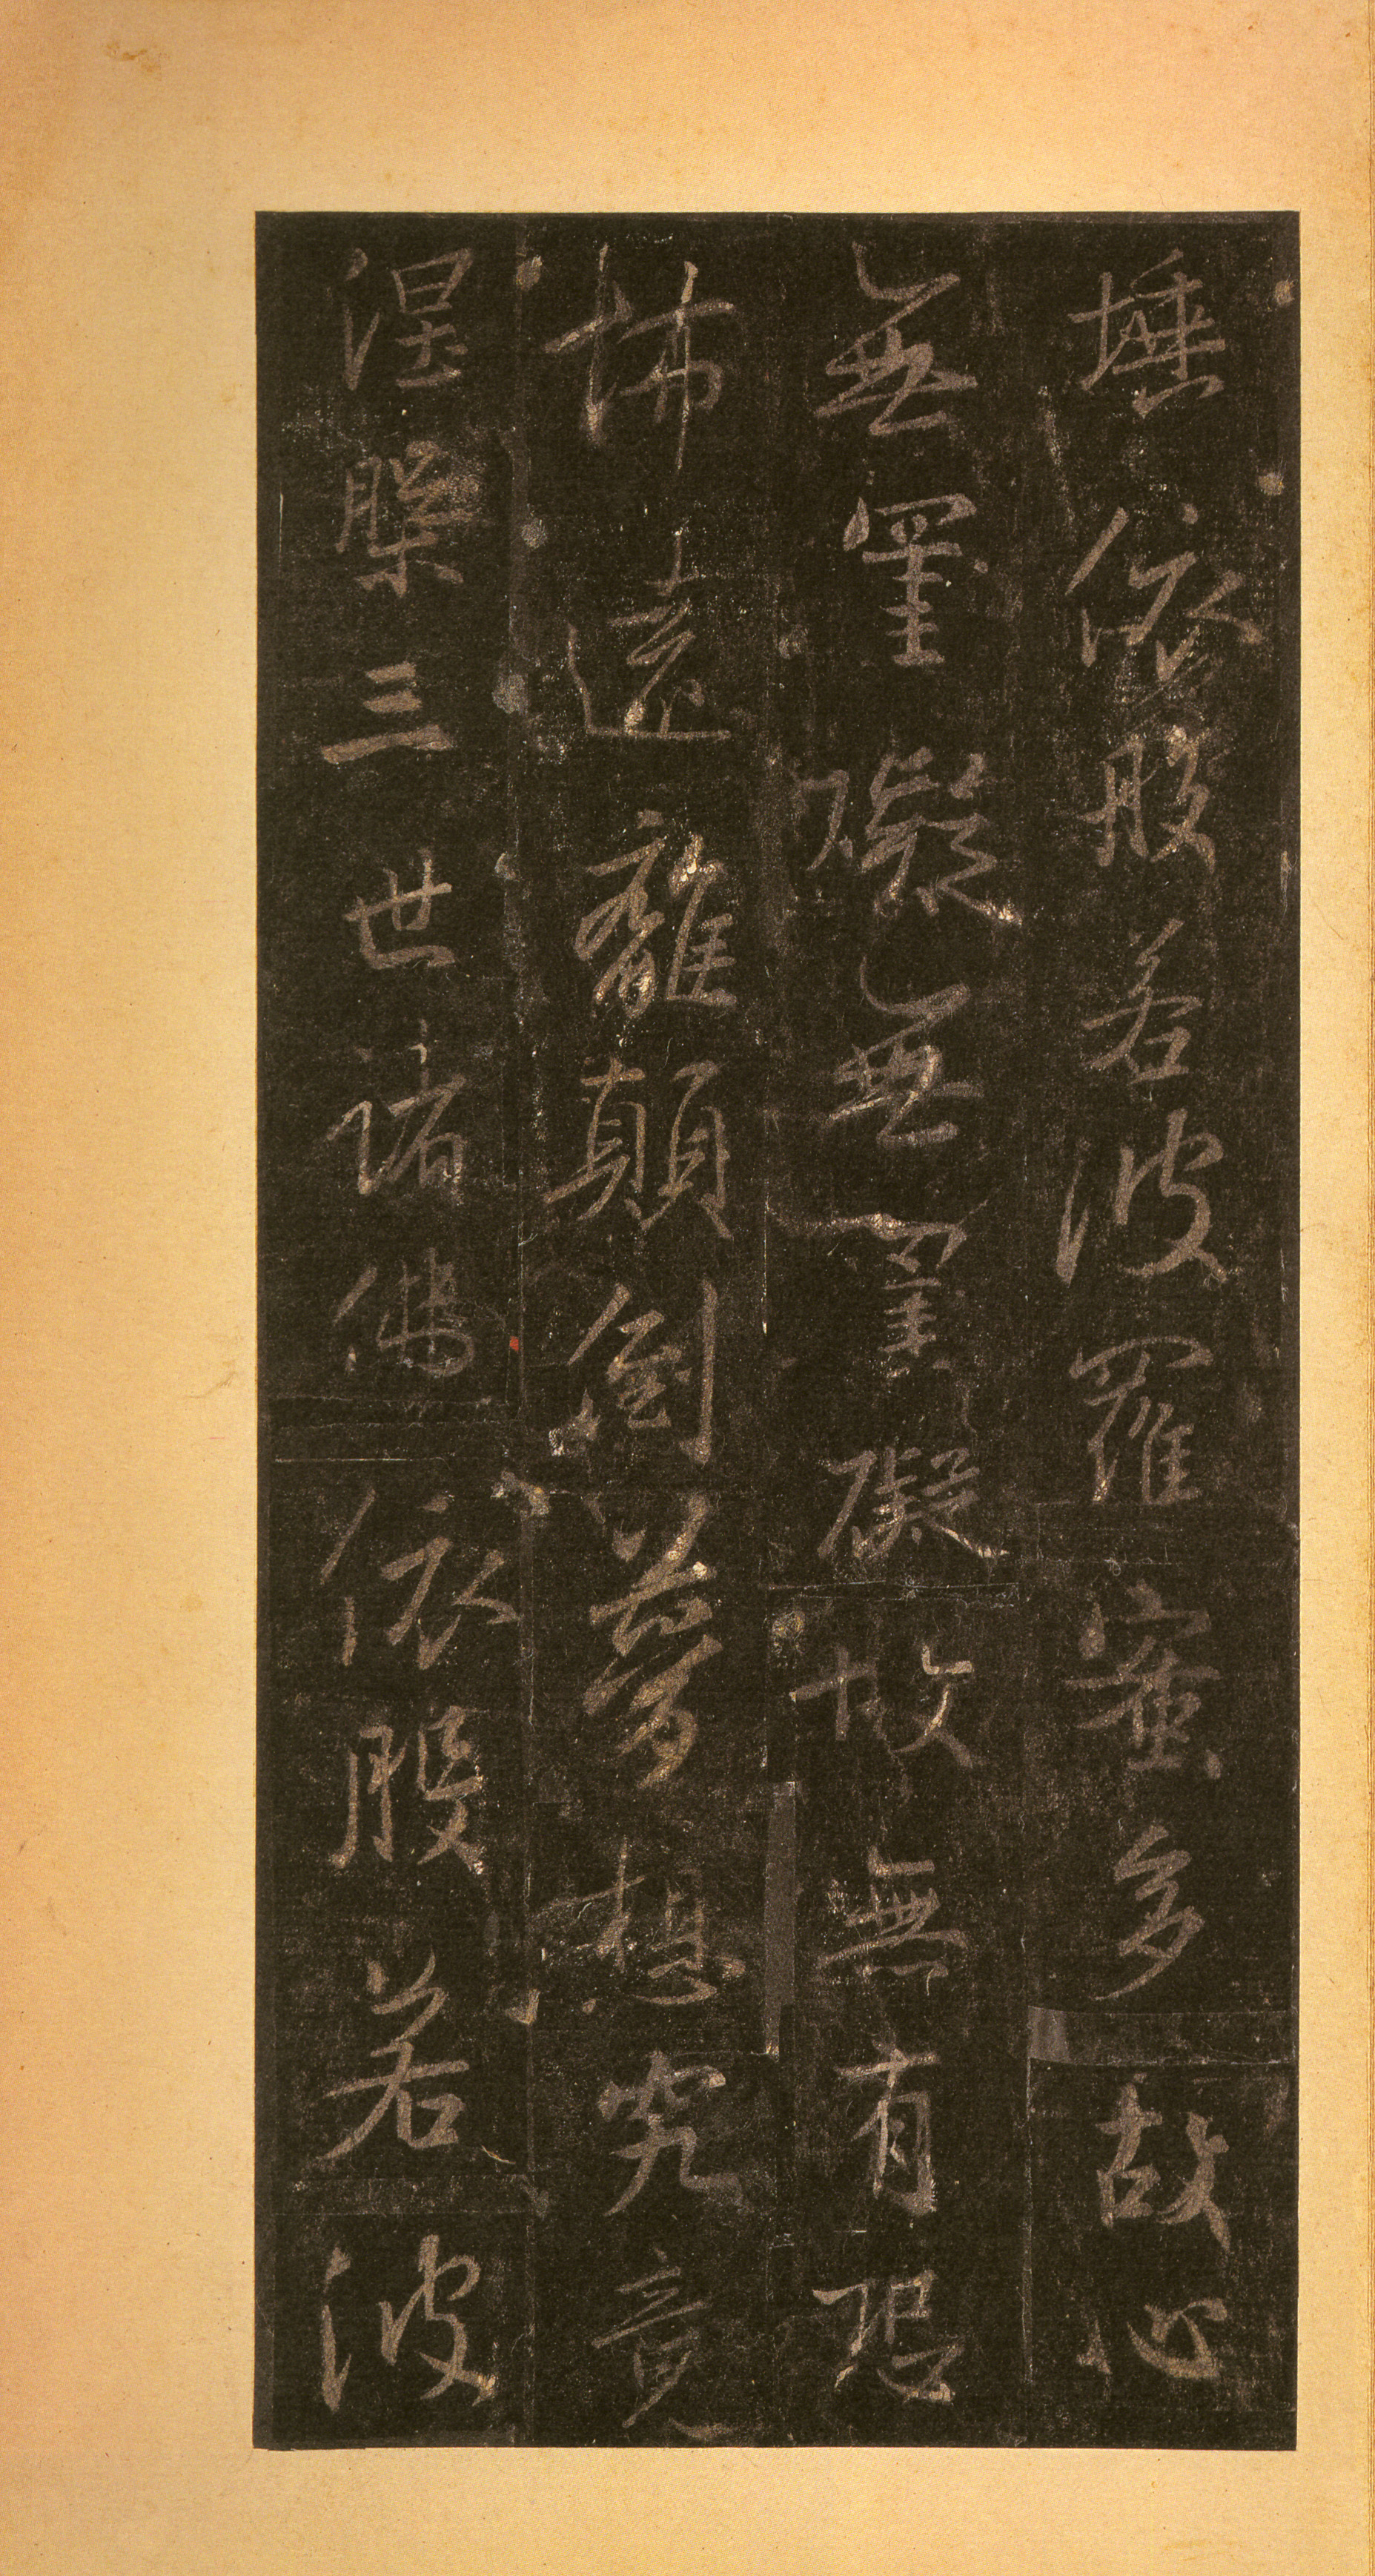 埵依般若波羅蜜多故心
無罣礙無罣礙故無有恐
怖遠離顛倒夢想究竟
涅槃三世諸佛依般若波